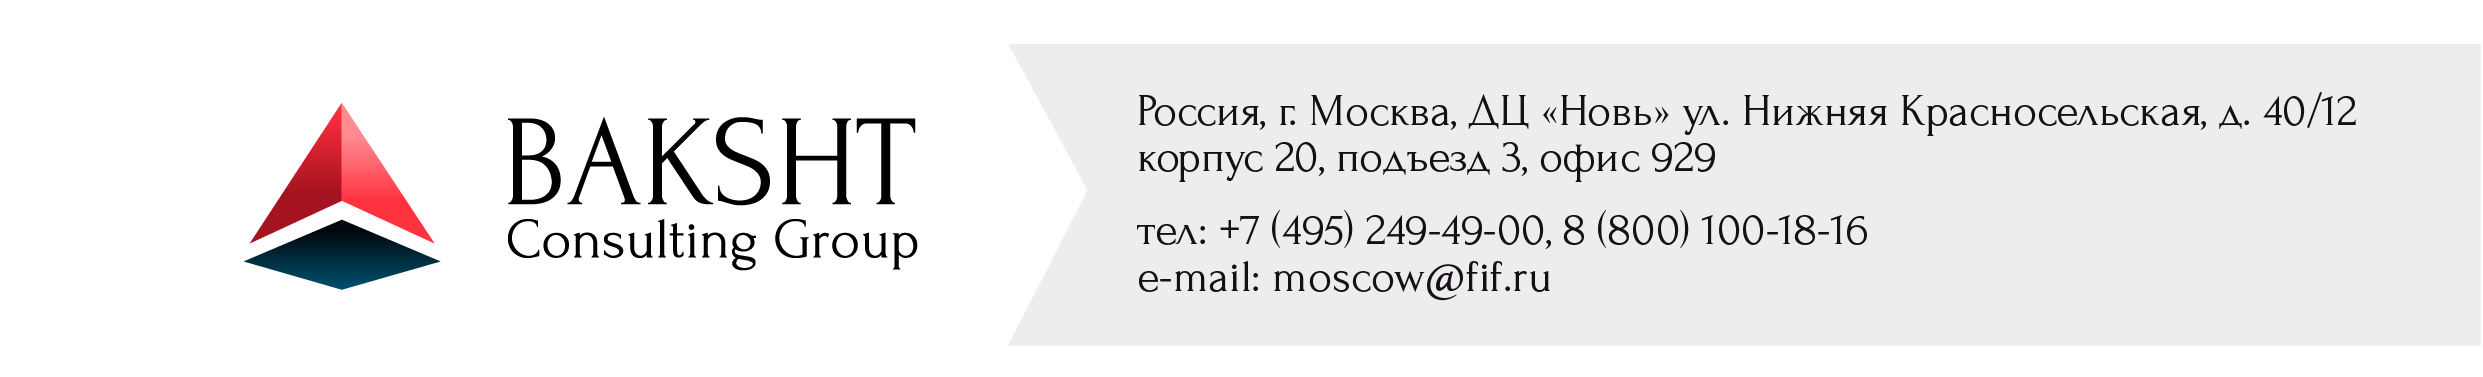 BAKSHT
Consulting Group
Россия, г. Москва, ДЦ «Новь» ул. Нижняя Красносельская, д. 40/12
корпус 20, подъезд 3, офис 929
тел: +7 (495) 249-49-00, 8 (800) 100-18-16
e-mail: moscow@fif.ru